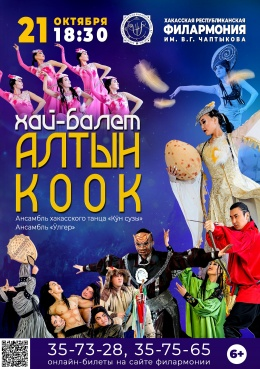 21 ОКТЯБРЯ
18:30
ХАКАССКАЯ РЕСПУБЛИКАНСКАЯ
ФИЛАРМОНИЯ
ИМ. В.Г. ЧАПТЫКОВА
хай-балет
АЛТЫН
КООК
Ансамбль хакасского танца «Кун сузы»
Ансамбль «Улгер»
35-73-28, 35-75-65
онлайн-билеты на сайте филармонии
6+